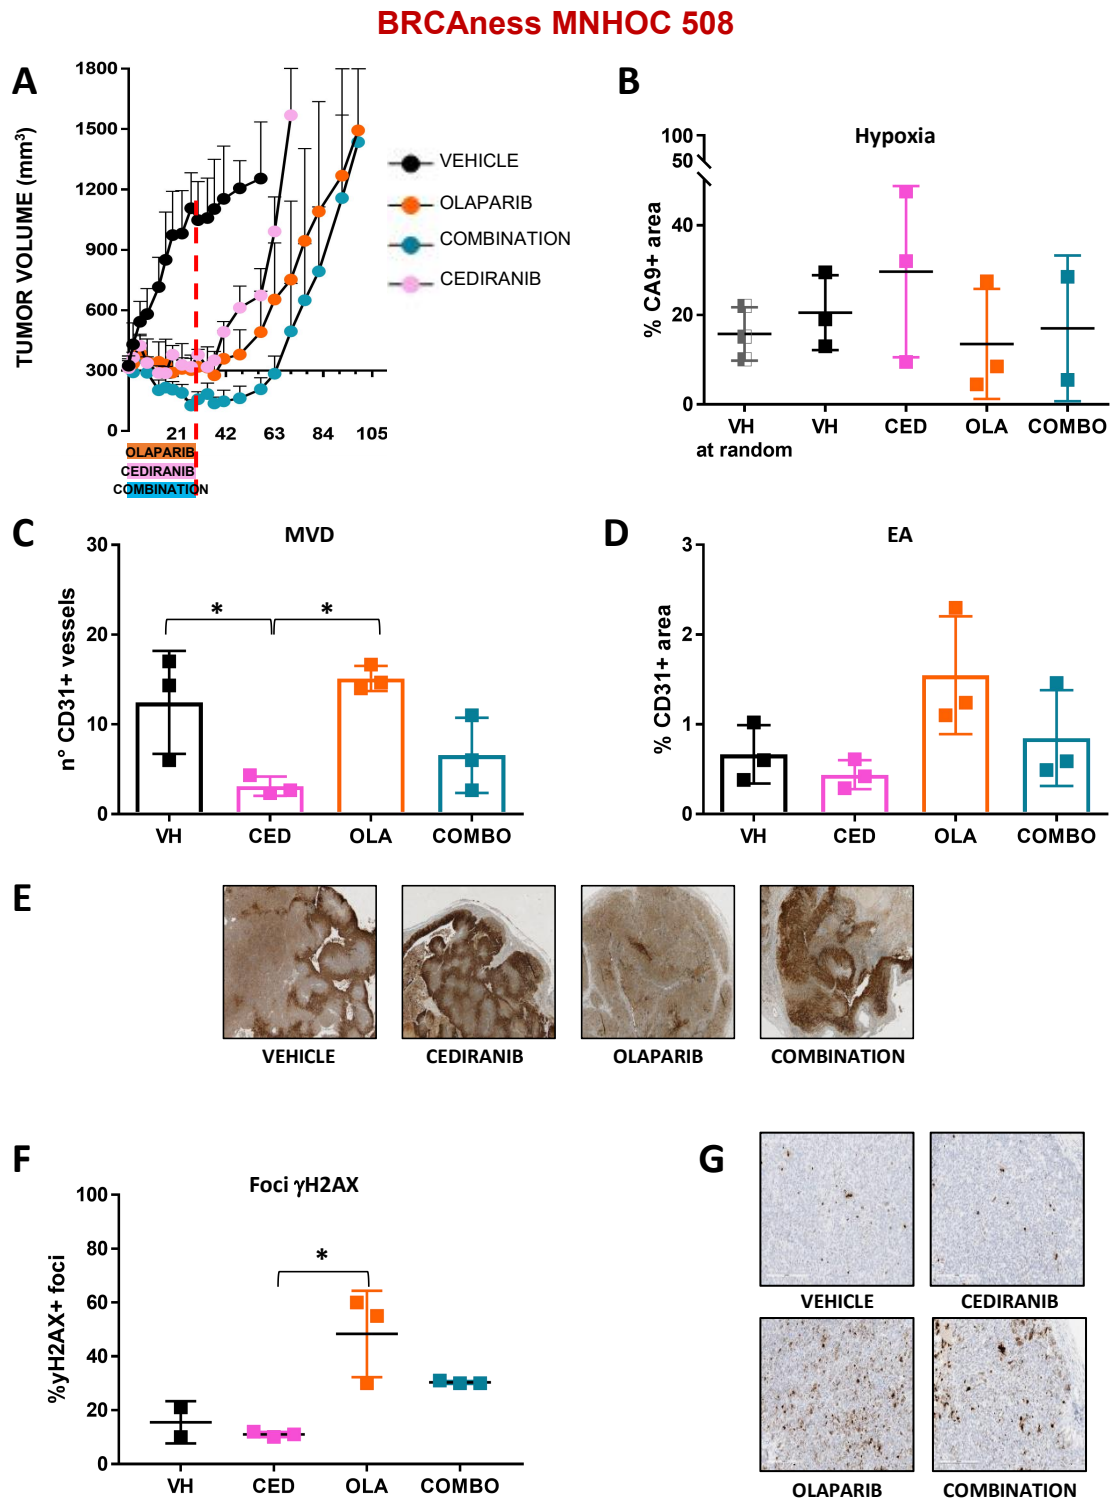 BRCAness MNHOC 508
A
TUMOR VOLUME (mm³)
1800
1500
1200
900
600
300
0
21
42
63
84
105
OLAPARIB
CEDIRANIB
COMBINATION
VEHICLE
OLAPARIB
COMBINATION
CEDIRANIB
B
Hypoxia
% CA9+ area
100
50
40
20
0
VH
at random
VH
CED
OLA
COMBO
C
MVD
n° CD31+ vessels
30
20
10
0
*
*
VH
CED
OLA
COMBO
D
EA
% CD31+ area
3
2
1
0
VH
CED
OLA
COMBO
E
VEHICLE
CEDIRANIB
OLAPARIB
COMBINATION
F
Foci γH2AX
%yH2AX+ foci
100
80
60
40
20
0
*
VH
CED
OLA
COMBO
G
VEHICLE
CEDIRANIB
OLAPARIB
COMBINATION